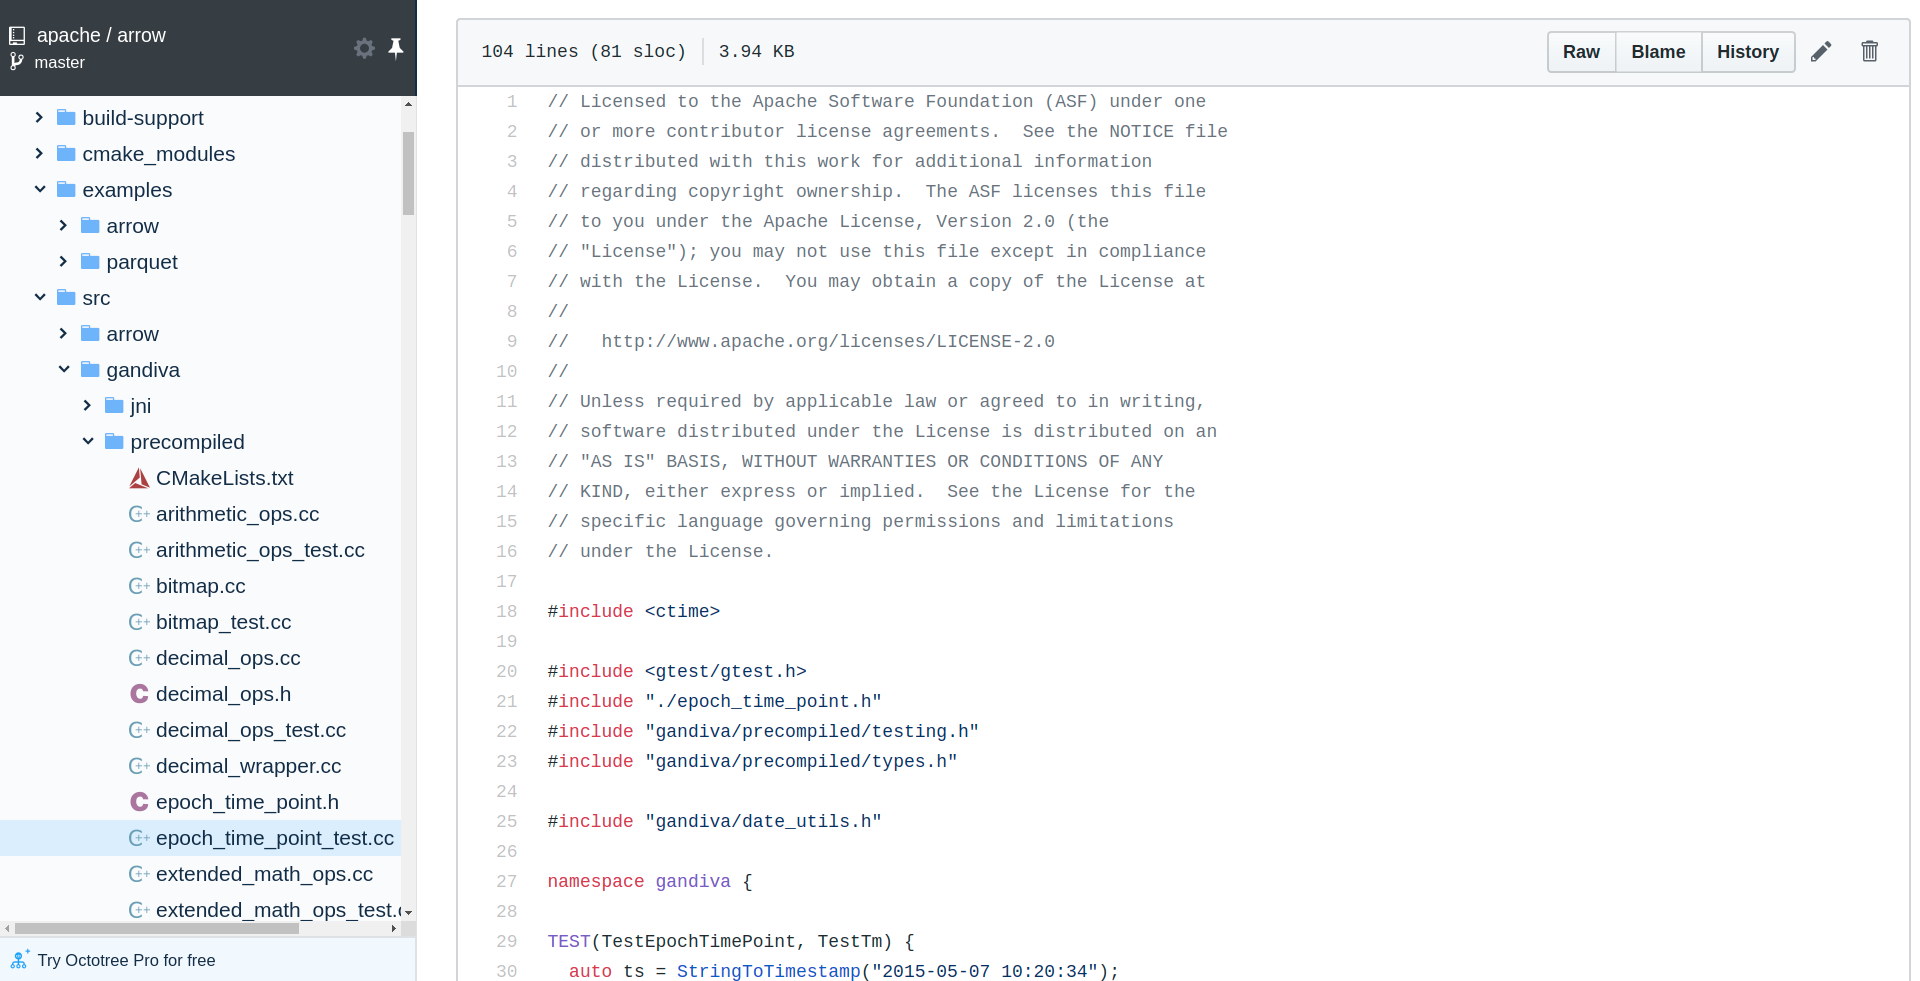 apache / arrow
master
build-support
cmake_modules
examples
arrow
parquet
src
arrow
gandiva
jni
precompiled
CMakeLists.txt
arithmetic_ops.cc
arithmetic_ops_test.cc
bitmap.cc
bitmap_test.cc
decimal_ops.cc
decimal_ops.h
decimal_ops_test.cc
decimal_wrapper.cc
epoch_time_point.h
epoch_time_point_test.cc
extended_math_ops.cc
extended_math_ops_test.c
Try Octotree Pro for free
104 lines (81 sloc) 3.94 KB
Raw Blame History
1 // Licensed to the Apache Software Foundation (ASF) under one
2 // or more contributor license agreements.  See the NOTICE file
3 // distributed with this work for additional information
4 // regarding copyright ownership.  The ASF licenses this file
5 // to you under the Apache License, Version 2.0 (the
6 // "License"); you may not use this file except in compliance
7 // with the License.  You may obtain a copy of the License at
8 //
9 //   http://www.apache.org/licenses/LICENSE-2.0
10 //
11 // Unless required by applicable law or agreed to in writing,
12 // software distributed under the License is distributed on an
13 // "AS IS" BASIS, WITHOUT WARRANTIES OR CONDITIONS OF ANY
14 // KIND, either express or implied.  See the License for the
15 // specific language governing permissions and limitations
16 // under the License.
17
18 #include <ctime>
19
20 #include <gtest/gtest.h>
21 #include "./epoch_time_point.h"
22 #include "gandiva/precompiled/testing.h"
23 #include "gandiva/precompiled/types.h"
24
25 #include "gandiva/date_utils.h"
26
27 namespace gandiva {
28
29 TEST(TestEpochTimePoint, TestTm) {
30   auto ts = StringToTimestamp("2015-05-07 10:20:34");